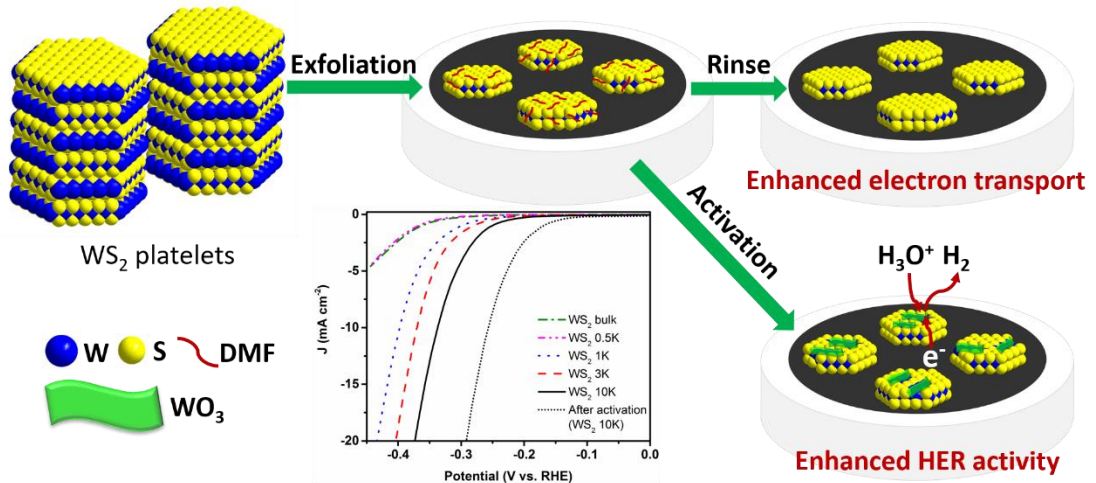 Exfoliation
Rinse
WS₂ platelets
Enhanced electron transport
Activation
W
S
DMF
WO₃
J (mA cm⁻²)
0
-5
-10
-15
-20
-0.4
-0.3
-0.2
-0.1
0.0
Potential (V vs. RHE)
WS₂ bulk
WS₂ 0.5K
WS₂ 1K
WS₂ 3K
WS₂ 10K
After activation
(WS₂ 10K)
H₃O⁺ H₂
e⁻
Enhanced HER activity